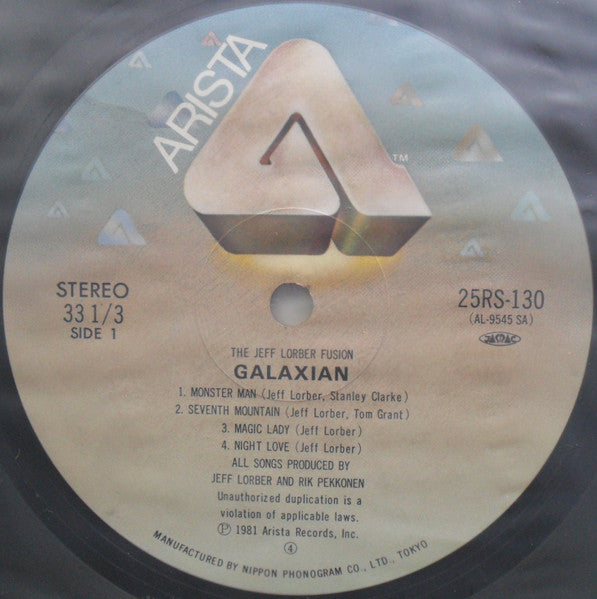 ARISTA
TM
STEREO
33 1/3
SIDE 1
25RS-130
(AL-9545 SA)
JASRAC
THE JEFF LORBER FUSION
GALAXIAN
1. MONSTER MAN (Jeff Lorber, Stanley Clarke)
2. SEVENTH MOUNTAIN (Jeff Lorber, Tom Grant)
3. MAGIC LADY (Jeff Lorber)
4. NIGHT LOVE (Jeff Lorber)
ALL SONGS PRODUCED BY
JEFF LORBER AND RIK PEKKONEN
Unauthorized duplication is a
violation of applicable laws.
Ⓟ 1981 Arista Records, Inc.
④
MANUFACTURED BY NIPPON PHONOGRAM CO., LTD., TOKYO